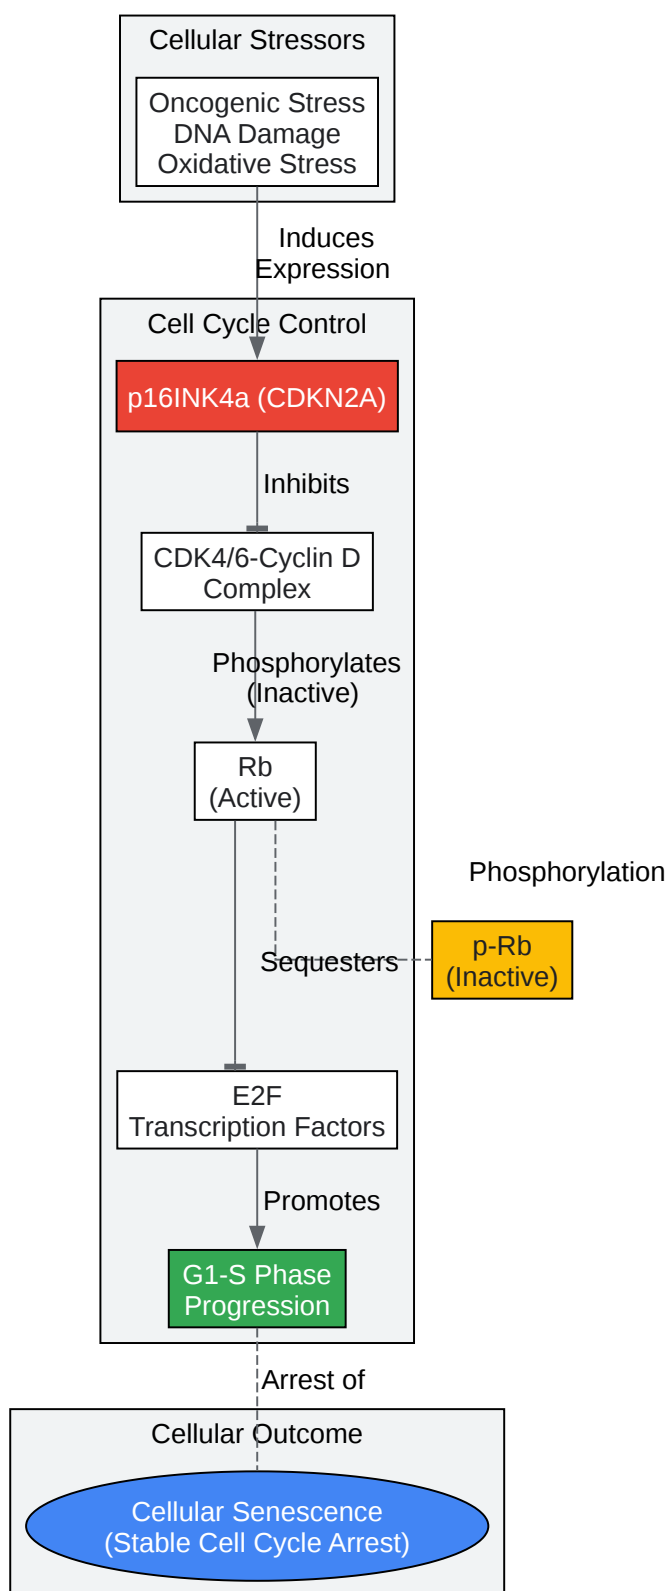 Cellular Stressors
Oncogenic Stress
DNA Damage
Oxidative Stress
Induces
Expression
Cell Cycle Control
p16INK4a (CDKN2A)
Inhibits
CDK4/6-Cyclin D
Complex
Phosphorylates
(Inactive)
Rb
(Active)
Phosphorylation
p-Rb
(Inactive)
Sequesters
E2F
Transcription Factors
Promotes
G1-S Phase
Progression
Arrest of
Cellular Outcome
Cellular Senescence
(Stable Cell Cycle Arrest)